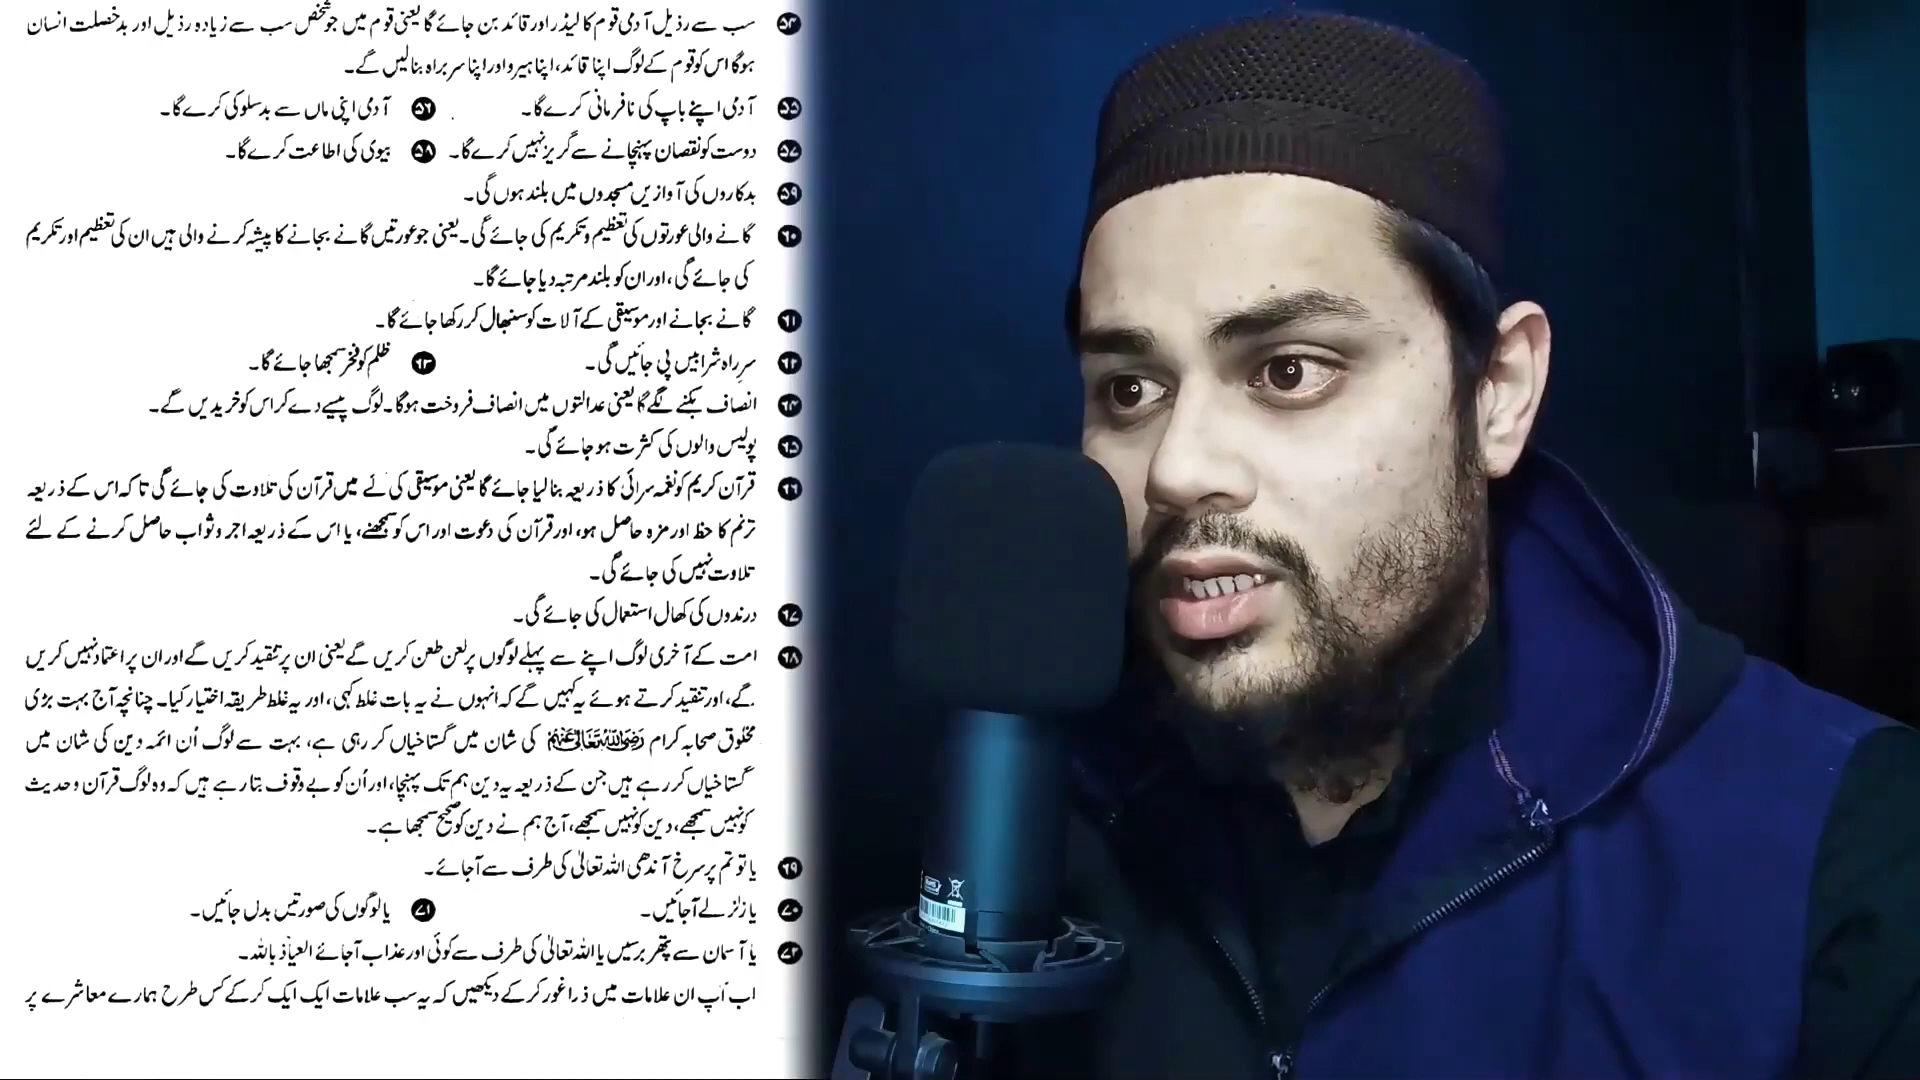 ۵۴ سب سے رذیل آدمی قوم کا لیڈر اور قائد بن جائے گا یعنی قوم میں جو شخص سب سے زیادہ رذیل اور بدخصلت انسان
ہوگا اس کو قوم کے لوگ اپنا قائد، اپنا ہیرو اور اپنا سربراہ بنالیں گے۔
۵۵ آدمی اپنے باپ کی نافرمانی کرے گا۔ ۵۶ آدمی اپنی ماں سے بدسلوکی کرے گا۔
۵۷ دوست کو نقصان پہنچانے سے گریز نہیں کرے گا۔ ۵۸ بیوی کی اطاعت کرے گا۔
۵۹ بدکاروں کی آوازیں مسجدوں میں بلند ہوں گی۔
۶۰ گانے والی عورتوں کی تعظیم و تکریم کی جائے گی۔ یعنی جو عورتیں گانے بجانے کا پیشہ کرنے والی ہیں ان کی تعظیم اور تکریم
کی جائے گی، اور ان کو بلند مرتبہ دیا جائے گا۔
۶۱ گانے بجانے اور موسیقی کے آلات کو سنبھال کر رکھا جائے گا۔
۶۲ سرِراہ شرابیں پی جائیں گی۔ ۶۳ ظلم کو فخر سمجھا جائے گا۔
۶۴ انصاف بکنے لگے گا یعنی عدالتوں میں انصاف فروخت ہوگا۔ لوگ پیسے دے کر اس کو خریدیں گے۔
۶۵ پولیس والوں کی کثرت ہو جائے گی۔
۶۶ قرآن کریم کو نغمہ سرائی کا ذریعہ بنالیا جائے گا یعنی موسیقی کی لے میں قرآن کی تلاوت کی جائے گی تاکہ اس کے ذریعہ
ترنم کا حظ اور مزہ حاصل ہو، اور قرآن کی دعوت اور اس کو سمجھنے، یا اس کے ذریعہ اجر و ثواب حاصل کرنے کے لئے
تلاوت نہیں کی جائے گی۔
۶۷ درندوں کی کھال استعمال کی جائے گی۔
۶۸ امت کے آخری لوگ اپنے سے پہلے لوگوں پر لعن طعن کریں گے یعنی ان پر تنقید کریں گے اور ان پر اعتماد نہیں کریں
گے، اور تنقید کرتے ہوئے یہ کہیں گے کہ انہوں نے یہ بات غلط کہی، اور یہ غلط طریقہ اختیار کیا۔ چنانچہ آج بہت بڑی
مخلوق صحابہ کرام رضی اللہ تعالیٰ عنہم کی شان میں گستاخیاں کر رہی ہے، بہت سے لوگ اُن ائمہ دین کی شان میں
گستاخیاں کر رہے ہیں جن کے ذریعہ یہ دین ہم تک پہنچا، اور اُن کو بے وقوف بتا رہے ہیں کہ وہ لوگ قرآن و حدیث
کو نہیں سمجھے، دین کو نہیں سمجھے، آج ہم نے دین کو صحیح سمجھا ہے۔
۶۹ یا تو تم پر سرخ آندھی اللہ تعالیٰ کی طرف سے آجائے۔
۷۰ یا زلزلے آجائیں۔ ۷۱ یا لوگوں کی صورتیں بدل جائیں۔
۷۲ یا آسمان سے پتھر برسیں یا اللہ تعالیٰ کی طرف سے کوئی اور عذاب آجائے العیاذ باللہ۔
اب آپ ان علامات میں ذرا غور کر کے دیکھیں کہ یہ سب علامات ایک ایک کر کے کس طرح ہمارے معاشرے پر